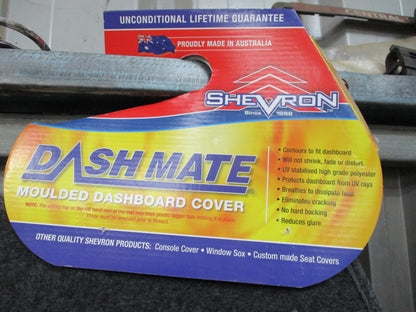 UNCONDITIONAL LIFETIME GUARANTEE
PROUDLY MADE IN AUSTRALIA
SHEVRON
Since 1988
DASH MATE
MOULDED DASHBOARD COVER
• Contours to fit dashboard
• Will not shrink, fade or distort
• UV stabilised high grade polyester
• Protects dashboard from UV rays
• Breathes to dissipate heat
• Eliminates cracking
• No hard backing
• Reduces glare
OTHER QUALITY SHEVRON PRODUCTS: Console Cover • Window Sox • Custom made Seat Covers